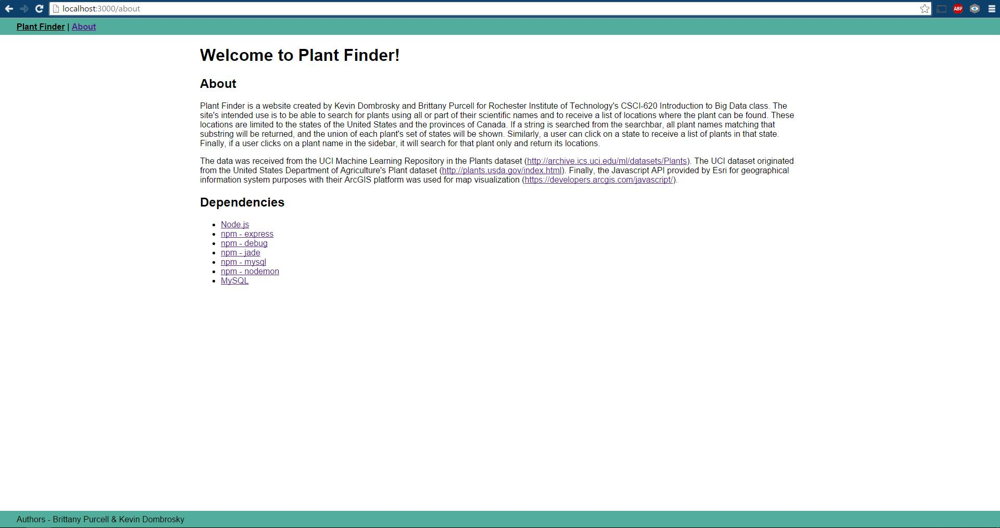 localhost:3000/about
ABP
Plant Finder | About
Welcome to Plant Finder!
About
Plant Finder is a website created by Kevin Dombrosky and Brittany Purcell for Rochester Institute of Technology's CSCI-620 Introduction to Big Data class. The
site's intended use is to be able to search for plants using all or part of their scientific names and to receive a list of locations where the plant can be found. These
locations are limited to the states of the United States and the provinces of Canada. If a string is searched from the searchbar, all plant names matching that
substring will be returned, and the union of each plant's set of states will be shown. Similarly, a user can click on a state to receive a list of plants in that state.
Finally, if a user clicks on a plant name in the sidebar, it will search for that plant only and return its locations.
The data was received from the UCI Machine Learning Repository in the Plants dataset (http://archive.ics.uci.edu/ml/datasets/Plants). The UCI dataset originated
from the United States Department of Agriculture's Plant dataset (http://plants.usda.gov/index.html). Finally, the Javascript API provided by Esri for geographical
information system purposes with their ArcGIS platform was used for map visualization (https://developers.arcgis.com/javascript/).
Dependencies
• Node.js
• npm - express
• npm - debug
• npm - jade
• npm - mysql
• npm - nodemon
• MySQL
Authors - Brittany Purcell & Kevin Dombrosky